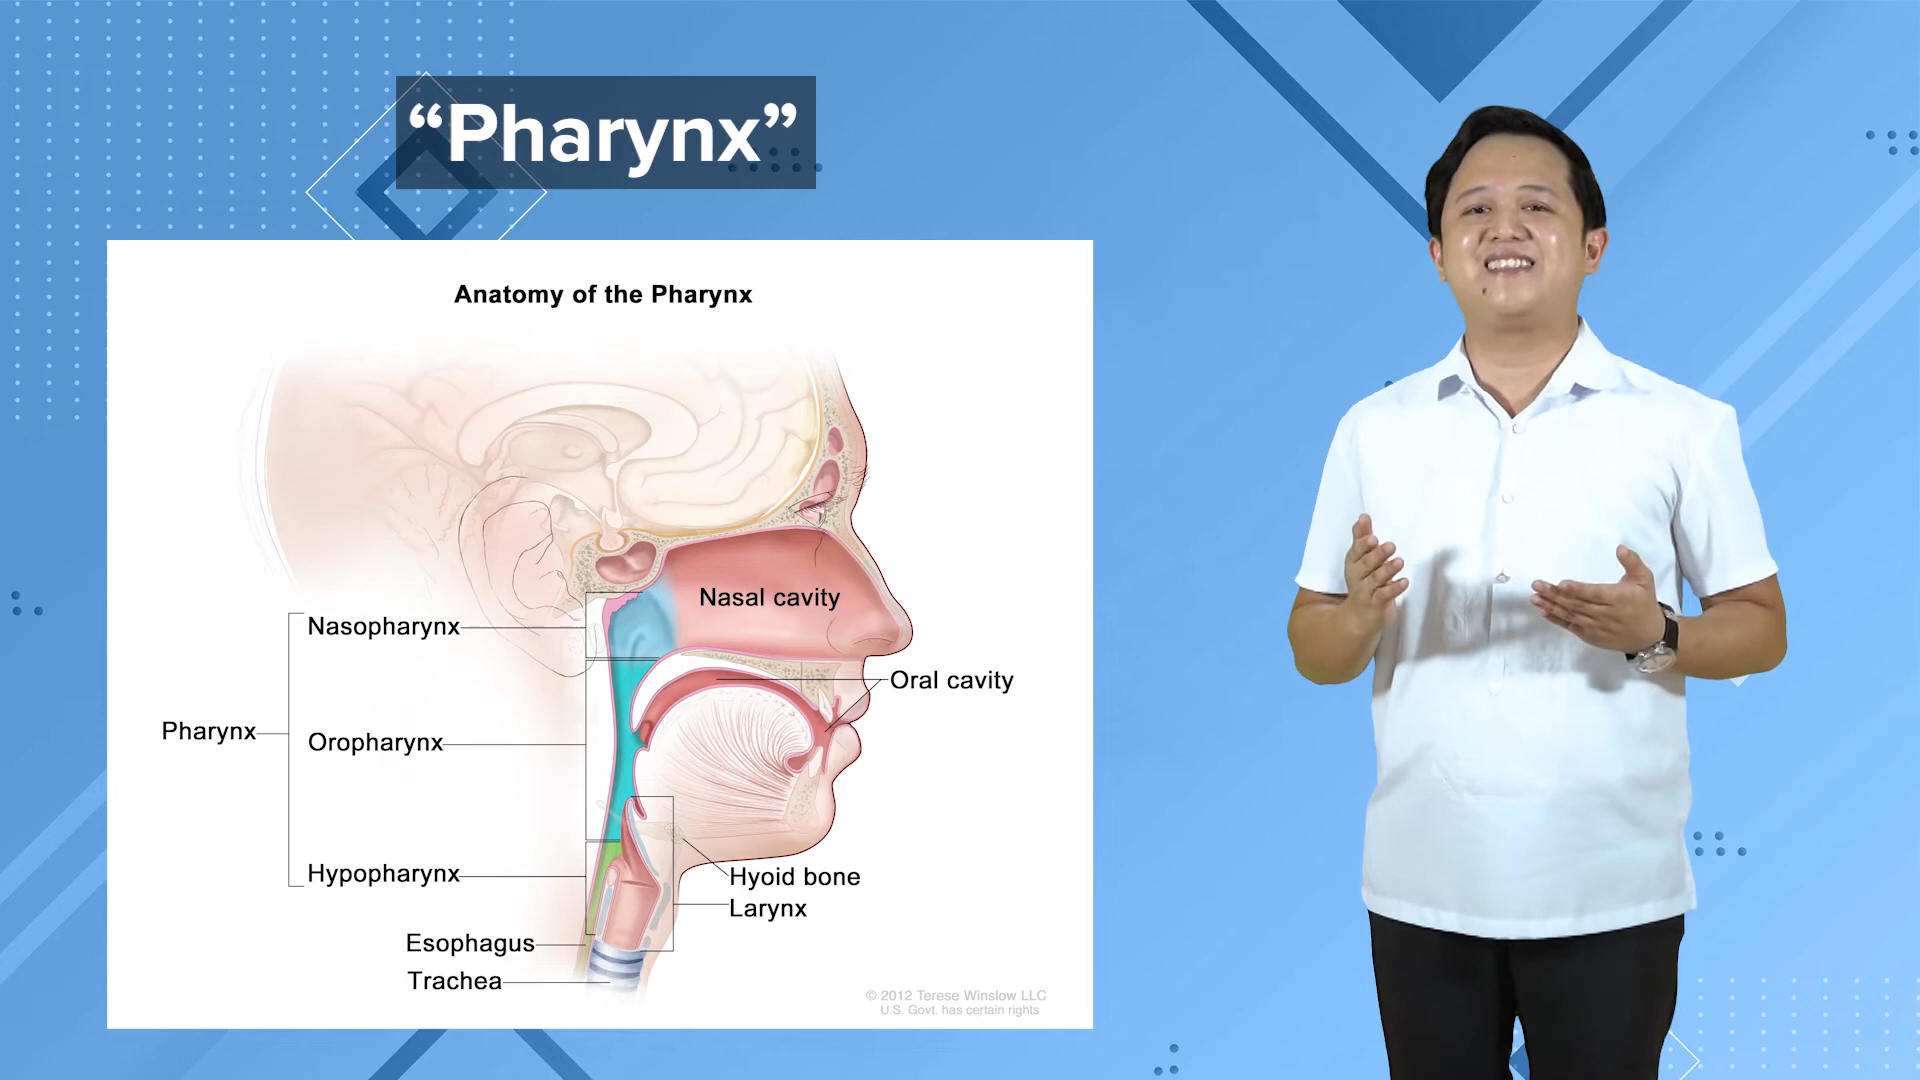 “Pharynx”
Anatomy of the Pharynx
Nasal cavity
Nasopharynx
Oral cavity
Pharynx
Oropharynx
Hypopharynx
Hyoid bone
Larynx
Esophagus
Trachea
© 2012 Terese Winslow LLC
U.S. Govt. has certain rights